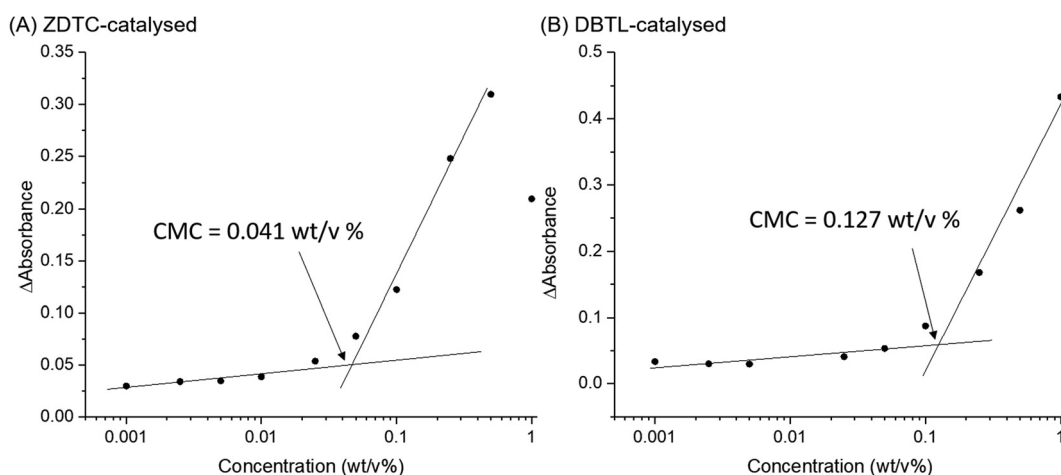 (A) ZDTC-catalysed
0.35
0.30
0.25
0.20
0.15
0.10
0.05
0.00
ΔAbsorbance
CMC = 0.041 wt/v %
0.001
0.01
0.1
1
Concentration (wt/v%)
(B) DBTL-catalysed
0.5
0.4
0.3
0.2
0.1
0.0
ΔAbsorbance
CMC = 0.127 wt/v %
0.001
0.01
0.1
1
Concentration (wt/v%)